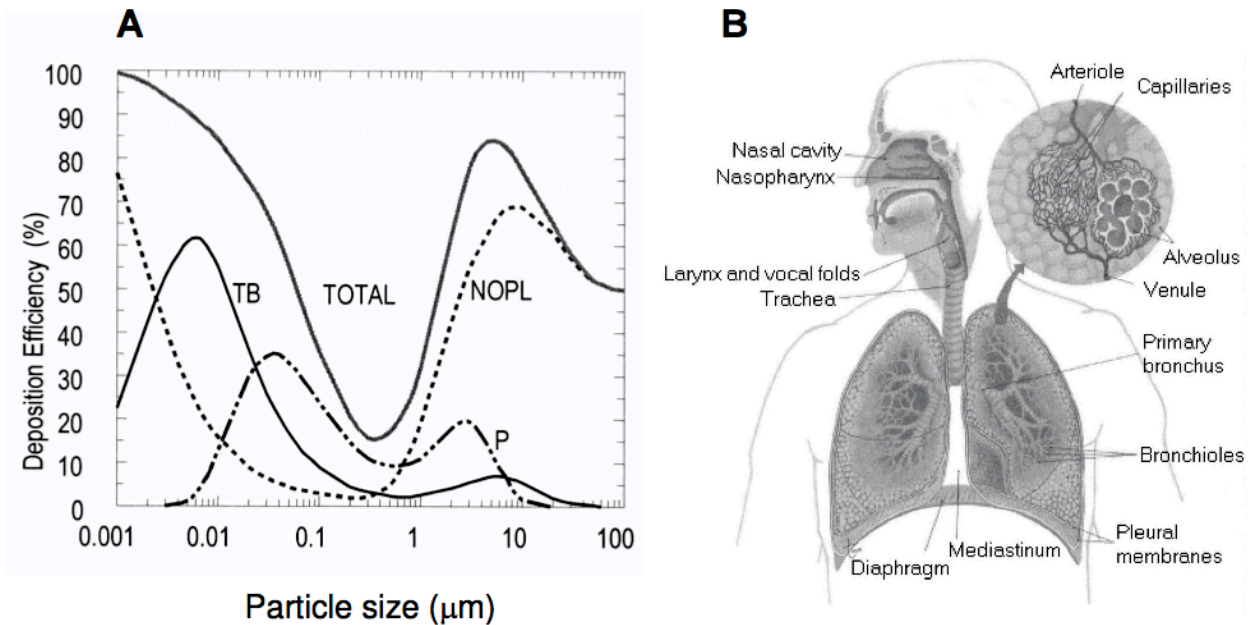 A
Deposition Efficiency (%)
100
90
80
70
60
50
40
30
20
10
0
TB
TOTAL
NOPL
P
0.001
0.01
0.1
1
10
100
Particle size (μm)
B
Arteriole
Capillaries
Nasal cavity
Nasopharynx
Alveolus
Larynx and vocal folds
Venule
Trachea
Primary
bronchus
Bronchioles
Mediastinum
Pleural
membranes
Diaphragm